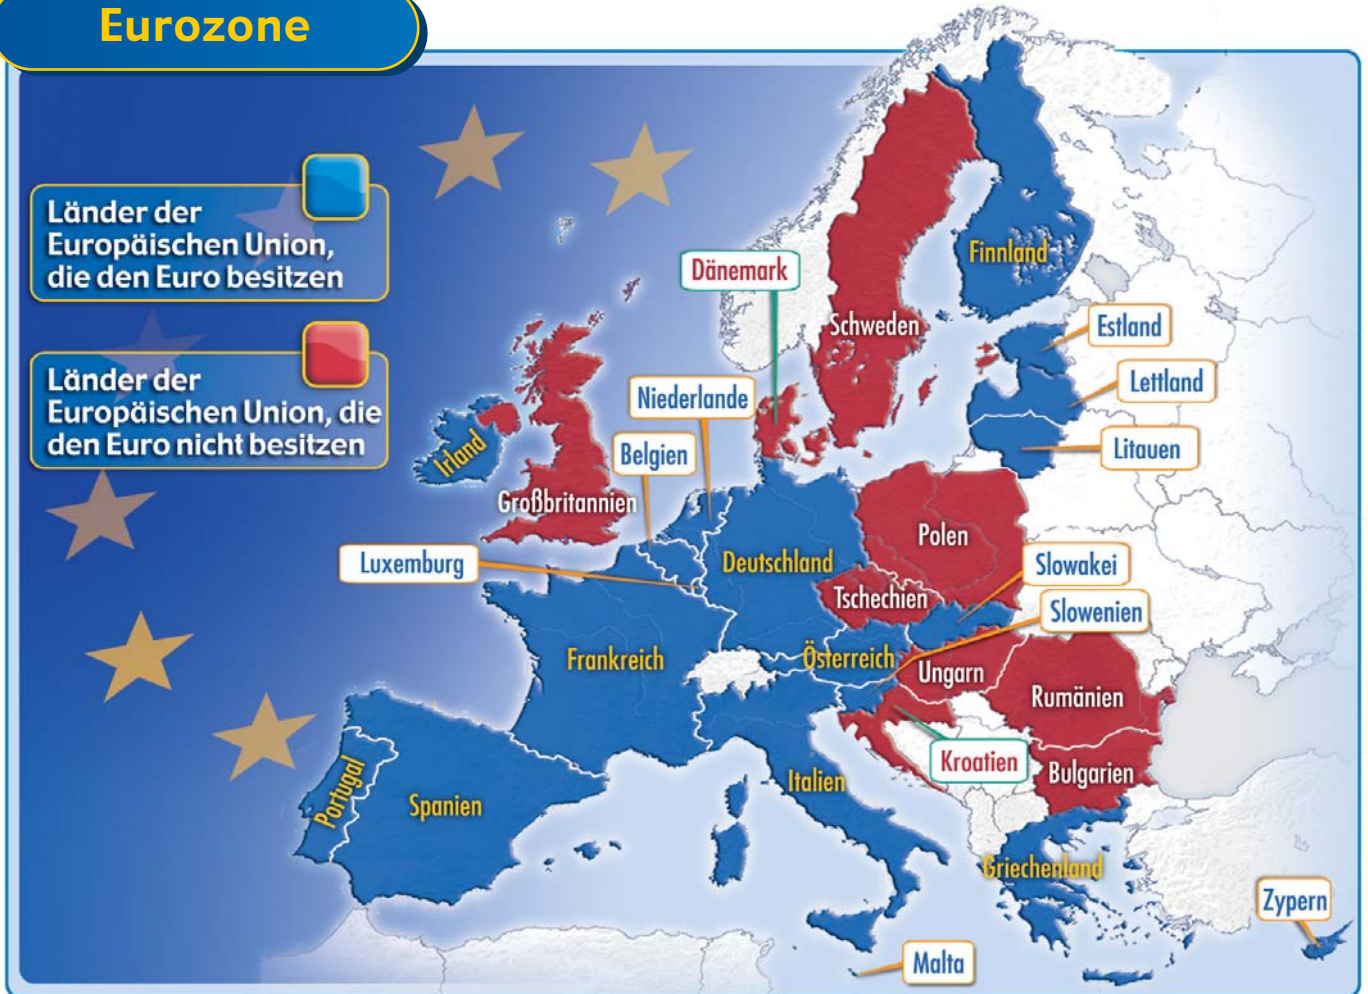 Eurozone
Länder der
Europäischen Union,
die den Euro besitzen
Länder der
Europäischen Union, die
den Euro nicht besitzen
Finnland
Dänemark
Schweden
Estland
Lettland
Niederlande
Litauen
Irland
Belgien
Großbritannien
Polen
Luxemburg
Deutschland
Slowakei
Tschechien
Slowenien
Frankreich
Österreich
Ungarn
Rumänien
Kroatien
Bulgarien
Portugal
Spanien
Italien
Griechenland
Zypern
Malta